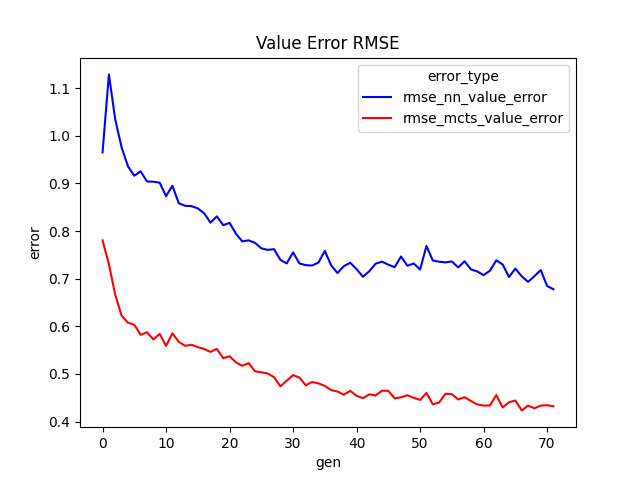 Value Error RMSE
error_type
rmse_nn_value_error
rmse_mcts_value_error
error
1.1
1.0
0.9
0.8
0.7
0.6
0.5
0.4
0 10 20 30 40 50 60 70
gen